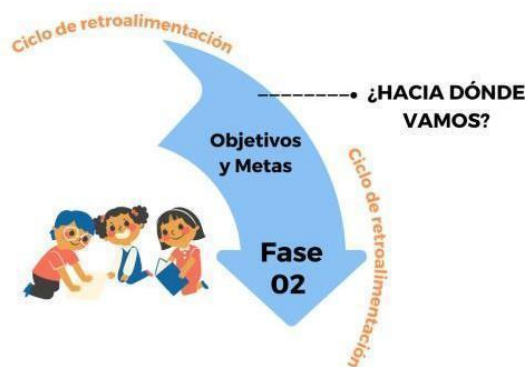 Ciclo de retroalimentación
¿HACIA DÓNDE
VAMOS?
Objetivos
y Metas
Ciclo de retroalimentación
Fase
02